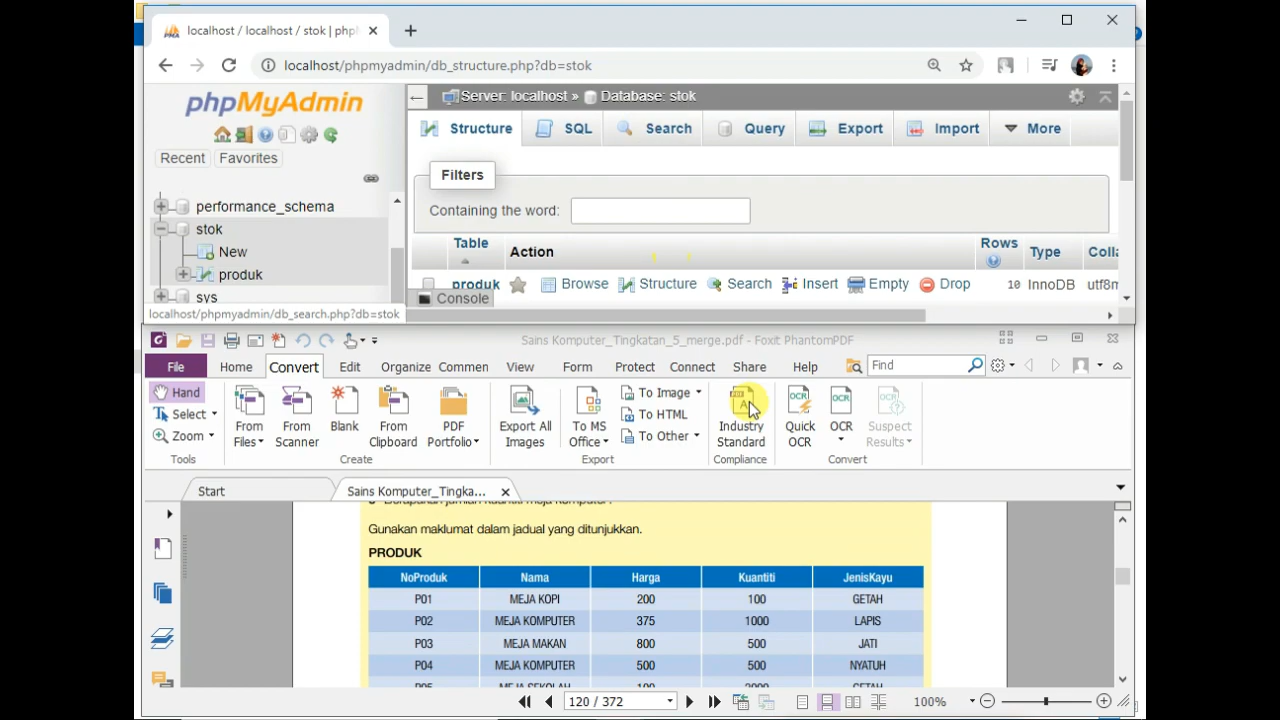 localhost / localhost / stok | phpl
localhost/phpmyadmin/db_structure.php?db=stok
phpMyAdmin
Recent Favorites
performance_schema
stok
New
produk
sys
localhost/phpmyadmin/db_search.php?db=stok
Server: localhost » Database: stok
Structure SQL Search Query Export Import More
Filters
Containing the word:
Table Action Rows Type Colla
produk Browse Structure Search Insert Empty Drop 10 InnoDB utf8m
Console
Sains Komputer_Tingkatan_5_merge.pdf - Foxit PhantomPDF
File Home Convert Edit Organize Commen View Form Protect Connect Share Help Find
Hand
Select
Zoom
Tools
From Files
From Scanner
Blank
From Clipboard
PDF Portfolio
Create
Export All Images
To MS Office
To Image
To HTML
To Other
Export
Industry Standard
Compliance
Quick OCR
OCR
Suspect Results
Convert
Start Sains Komputer_Tingka...
Gunakan maklumat dalam jadual yang ditunjukkan.
PRODUK
NoProduk Nama Harga Kuantiti JenisKayu
P01 MEJA KOPI 200 100 GETAH
P02 MEJA KOMPUTER 375 1000 LAPIS
P03 MEJA MAKAN 800 500 JATI
P04 MEJA KOMPUTER 500 500 NYATUH
120 / 372
100%